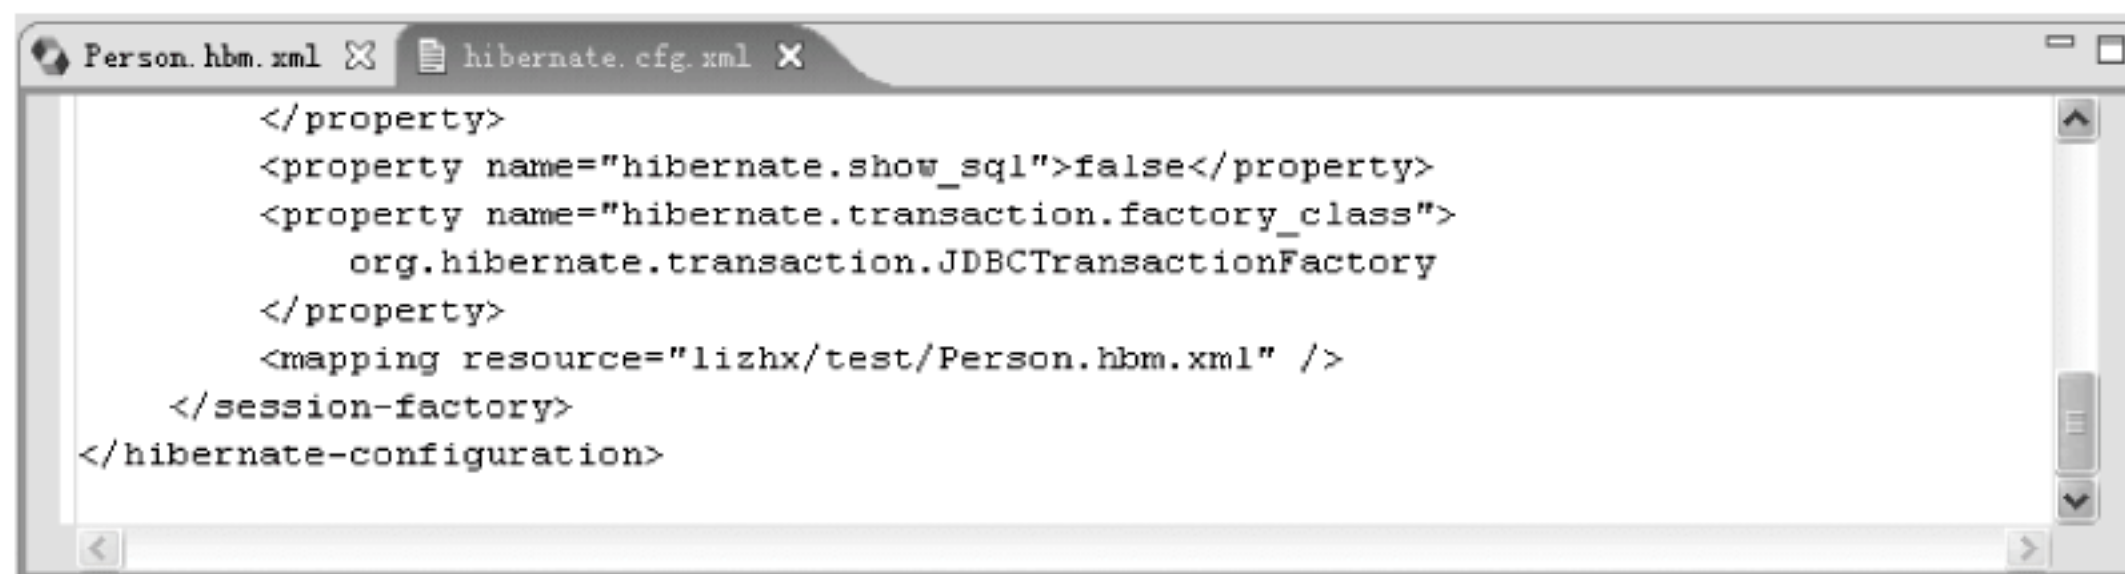 Person.hbm.xml hibernate.cfg.xml
</property>
<property name="hibernate.show_sql">false</property>
<property name="hibernate.transaction.factory_class">
org.hibernate.transaction.JDBCTransactionFactory
</property>
<mapping resource="lizhx/test/Person.hbm.xml" />
</session-factory>
</hibernate-configuration>